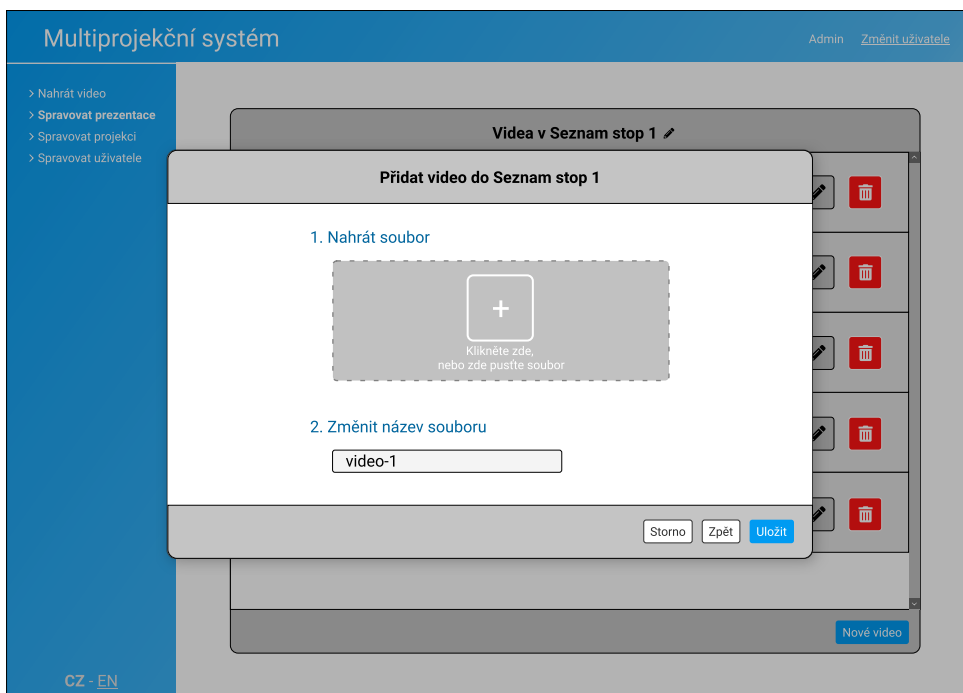 Multiprojekční systém
Admin Změnit uživatele
> Nahrát video
> Spravovat prezentace
> Spravovat projekci
> Spravovat uživatele
Videa v Seznam stop 1
Přidat video do Seznam stop 1
1. Nahrát soubor
+
Klikněte zde,
nebo zde pusťte soubor
2. Změnit název souboru
video-1
Storno Zpět Uložit
Nové video
CZ - EN